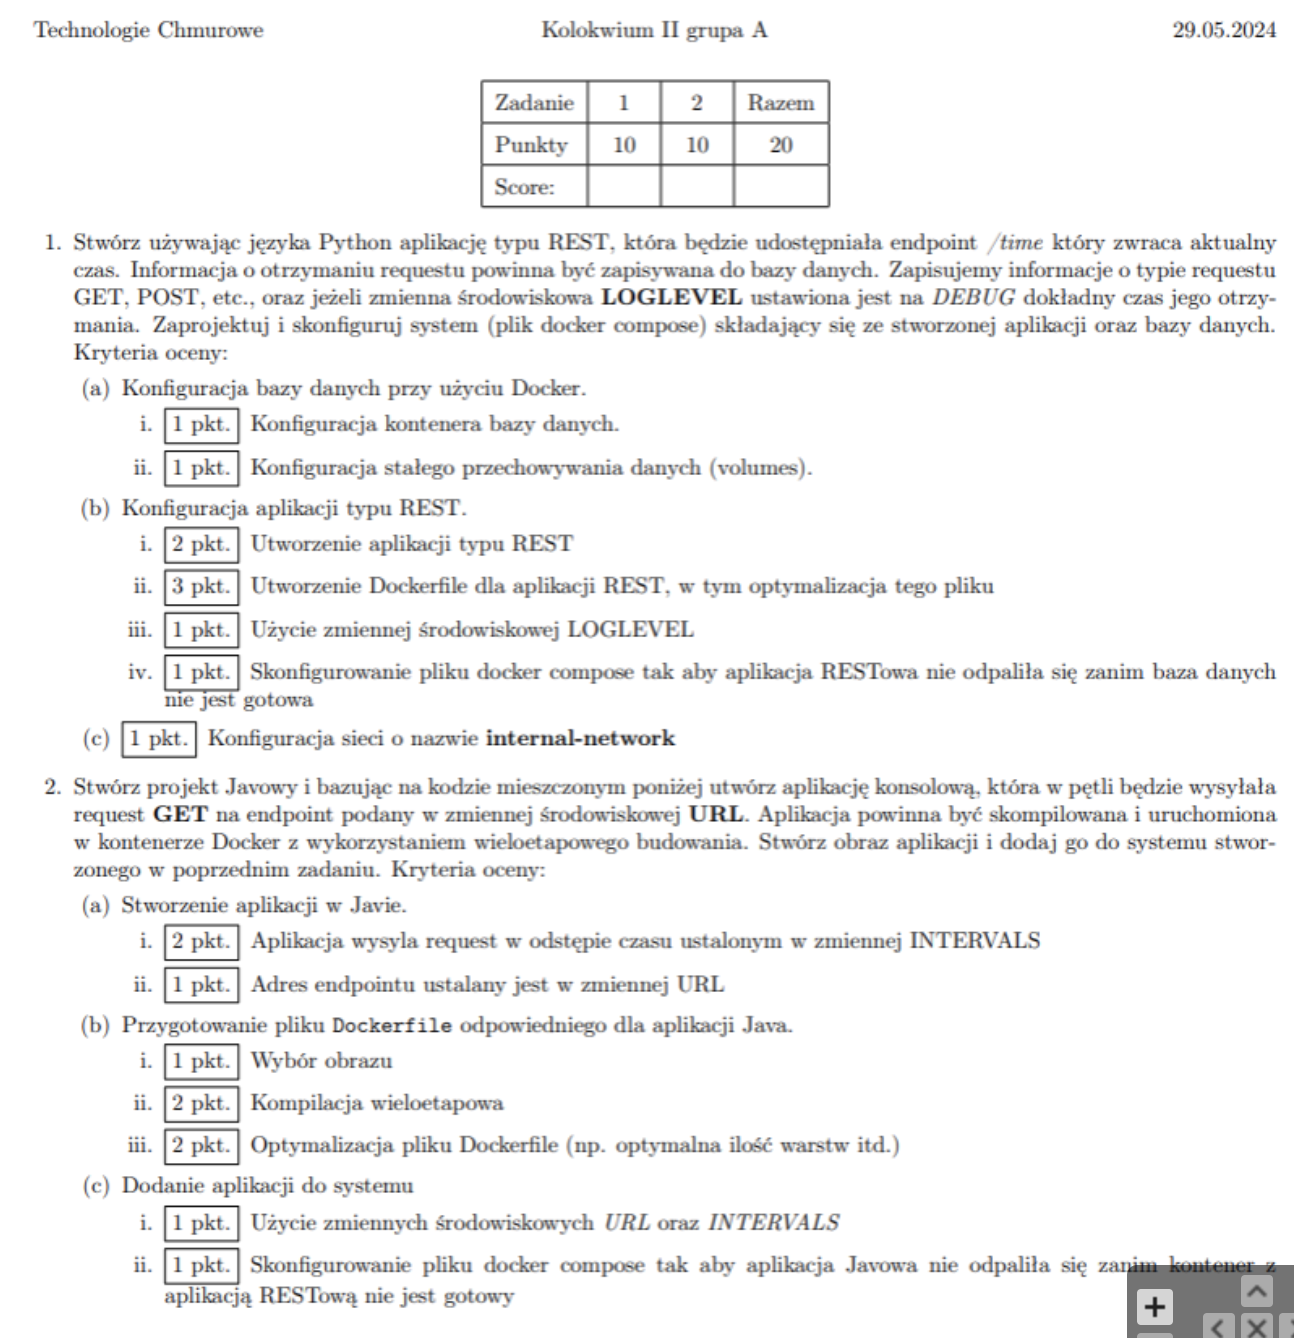 Technologie Chmurowe Kolokwium II grupa A 29.05.2024
Zadanie 1 2 Razem
Punkty 10 10 20
Score:
1. Stwórz używając języka Python aplikację typu REST, która będzie udostępniała endpoint /time który zwraca aktualny
czas. Informacja o otrzymaniu requestu powinna być zapisywana do bazy danych. Zapisujemy informacje o typie requestu
GET, POST, etc., oraz jeżeli zmienna środowiskowa LOGLEVEL ustawiona jest na DEBUG dokładny czas jego otrzy-
mania. Zaprojektuj i skonfiguruj system (plik docker compose) składający się ze stworzonej aplikacji oraz bazy danych.
Kryteria oceny:
(a) Konfiguracja bazy danych przy użyciu Docker.
i. 1 pkt. Konfiguracja kontenera bazy danych.
ii. 1 pkt. Konfiguracja stałego przechowywania danych (volumes).
(b) Konfiguracja aplikacji typu REST.
i. 2 pkt. Utworzenie aplikacji typu REST
ii. 3 pkt. Utworzenie Dockerfile dla aplikacji REST, w tym optymalizacja tego pliku
iii. 1 pkt. Użycie zmiennej środowiskowej LOGLEVEL
iv. 1 pkt. Skonfigurowanie pliku docker compose tak aby aplikacja RESTowa nie odpaliła się zanim baza danych
nie jest gotowa
(c) 1 pkt. Konfiguracja sieci o nazwie internal-network
2. Stwórz projekt Javowy i bazując na kodzie mieszczonym poniżej utwórz aplikację konsolową, która w pętli będzie wysyłała
request GET na endpoint podany w zmiennej środowiskowej URL. Aplikacja powinna być skompilowana i uruchomiona
w kontenerze Docker z wykorzystaniem wieloetapowego budowania. Stwórz obraz aplikacji i dodaj go do systemu stwor-
zonego w poprzednim zadaniu. Kryteria oceny:
(a) Stworzenie aplikacji w Javie.
i. 2 pkt. Aplikacja wysyla request w odstępie czasu ustalonym w zmiennej INTERVALS
ii. 1 pkt. Adres endpointu ustalany jest w zmiennej URL
(b) Przygotowanie pliku Dockerfile odpowiedniego dla aplikacji Java.
i. 1 pkt. Wybór obrazu
ii. 2 pkt. Kompilacja wieloetapowa
iii. 2 pkt. Optymalizacja pliku Dockerfile (np. optymalna ilość warstw itd.)
(c) Dodanie aplikacji do systemu
i. 1 pkt. Użycie zmiennych środowiskowych URL oraz INTERVALS
ii. 1 pkt. Skonfigurowanie pliku docker compose tak aby aplikacja Javowa nie odpaliła się zanim kontener z
aplikacją RESTową nie jest gotowy